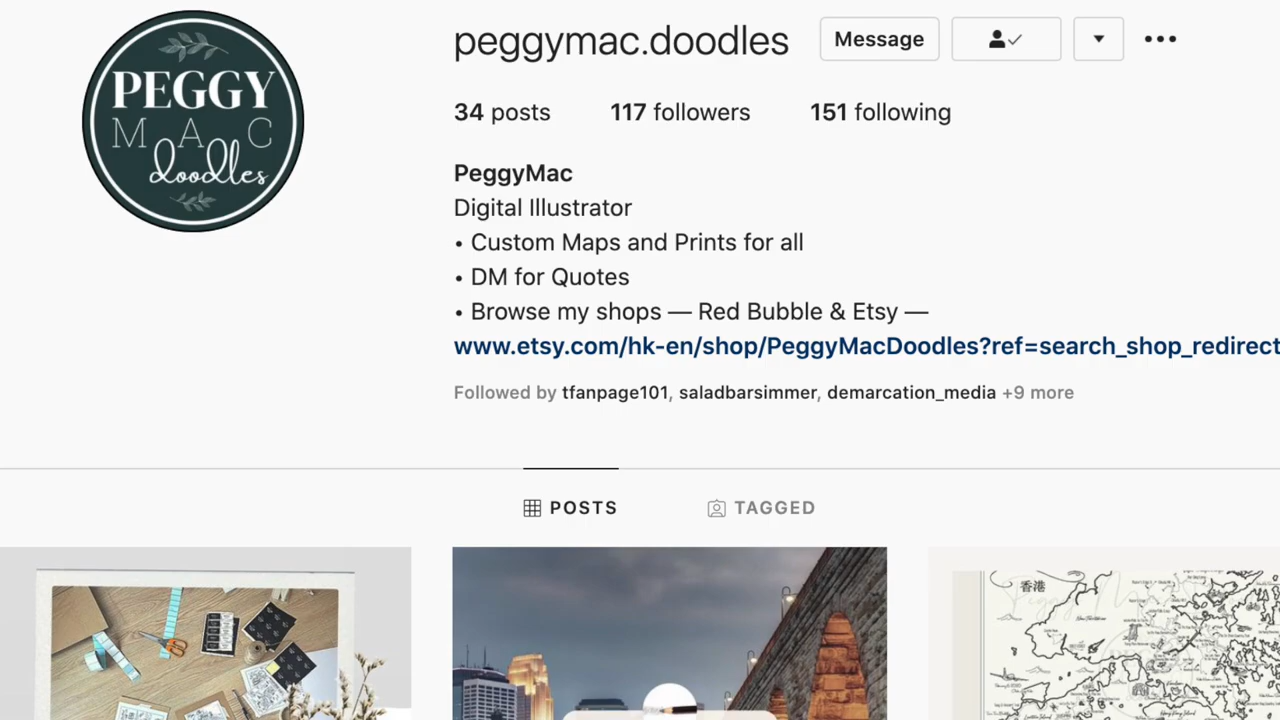 PEGGY
MAC
doodles
peggymac.doodles
Message
34 posts 117 followers 151 following
PeggyMac
Digital Illustrator
• Custom Maps and Prints for all
• DM for Quotes
• Browse my shops — Red Bubble & Etsy —
www.etsy.com/hk-en/shop/PeggyMacDoodles?ref=search_shop_redirect
Followed by tfanpage101, saladbarsimmer, demarcation_media +9 more
POSTS TAGGED
香港